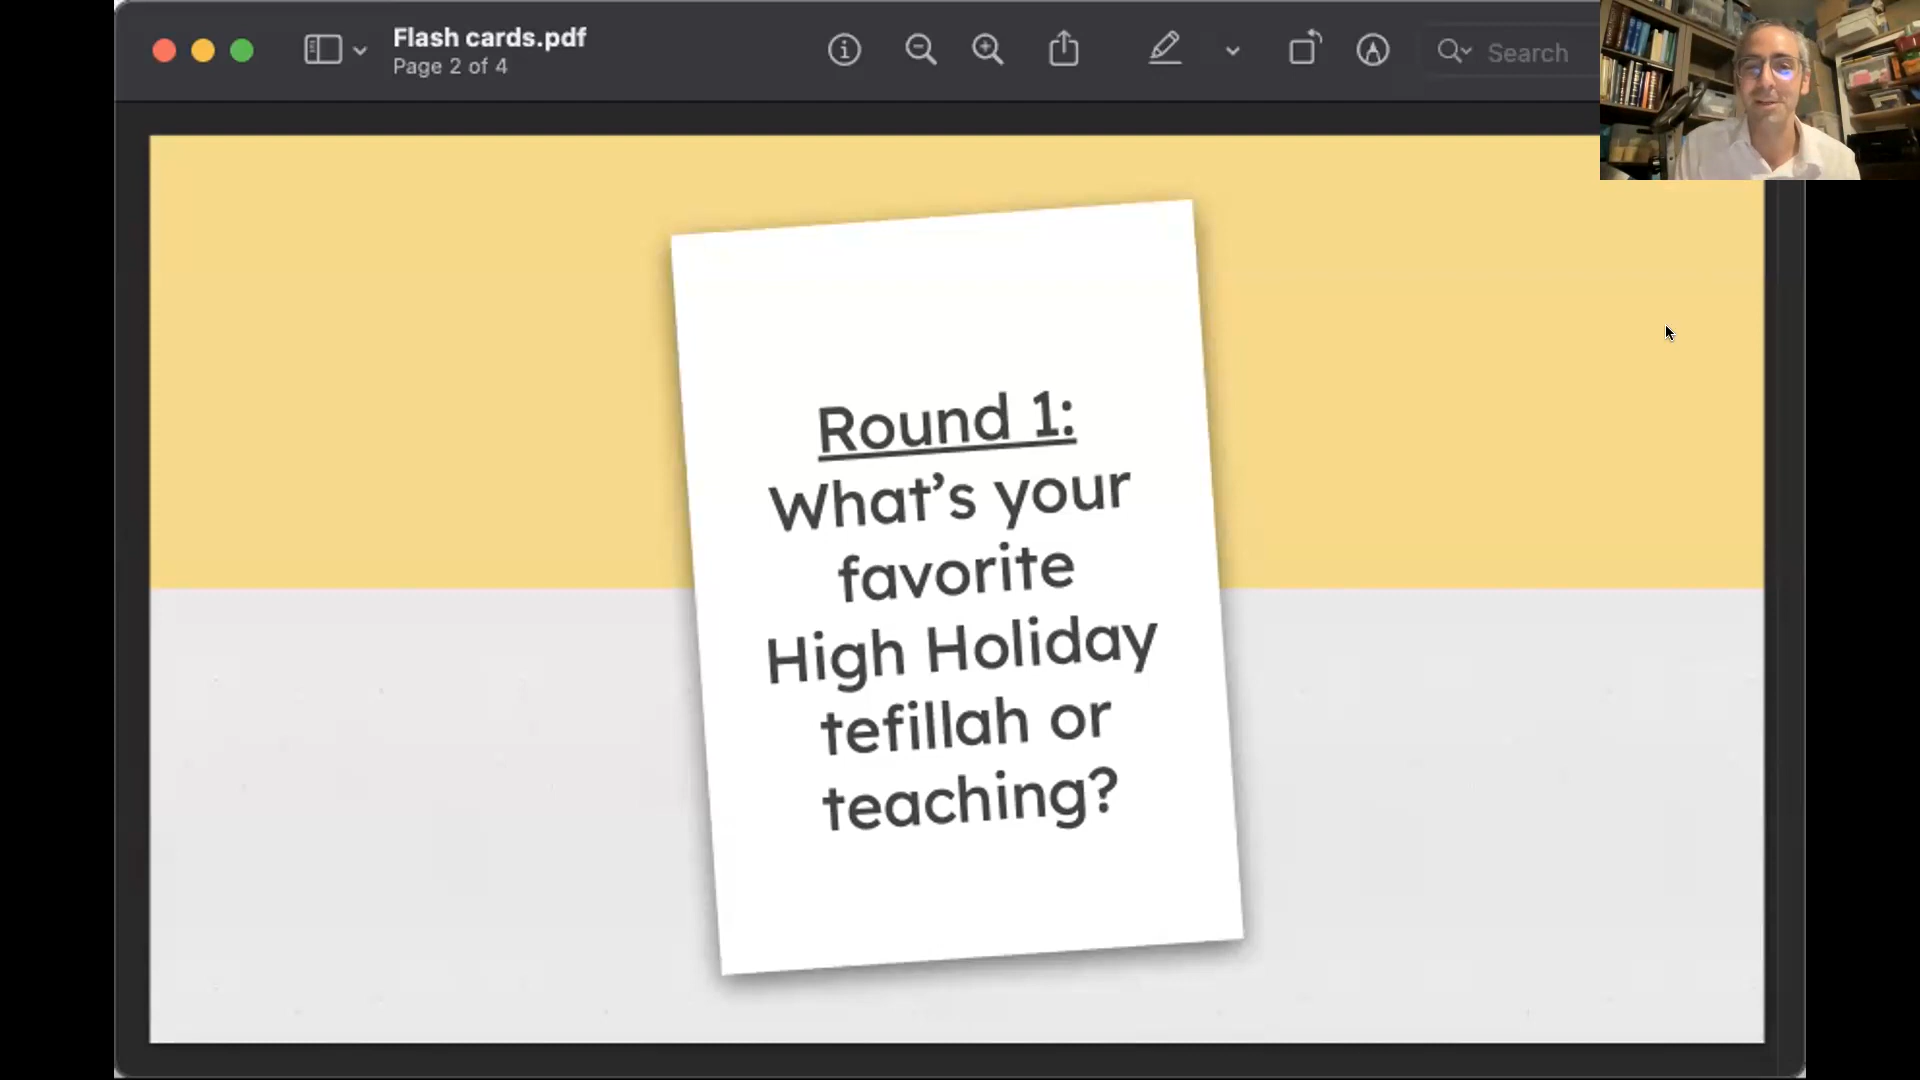 Flash cards.pdf
Page 2 of 4
Search
Round 1:
What’s your
favorite
High Holiday
tefillah or
teaching?